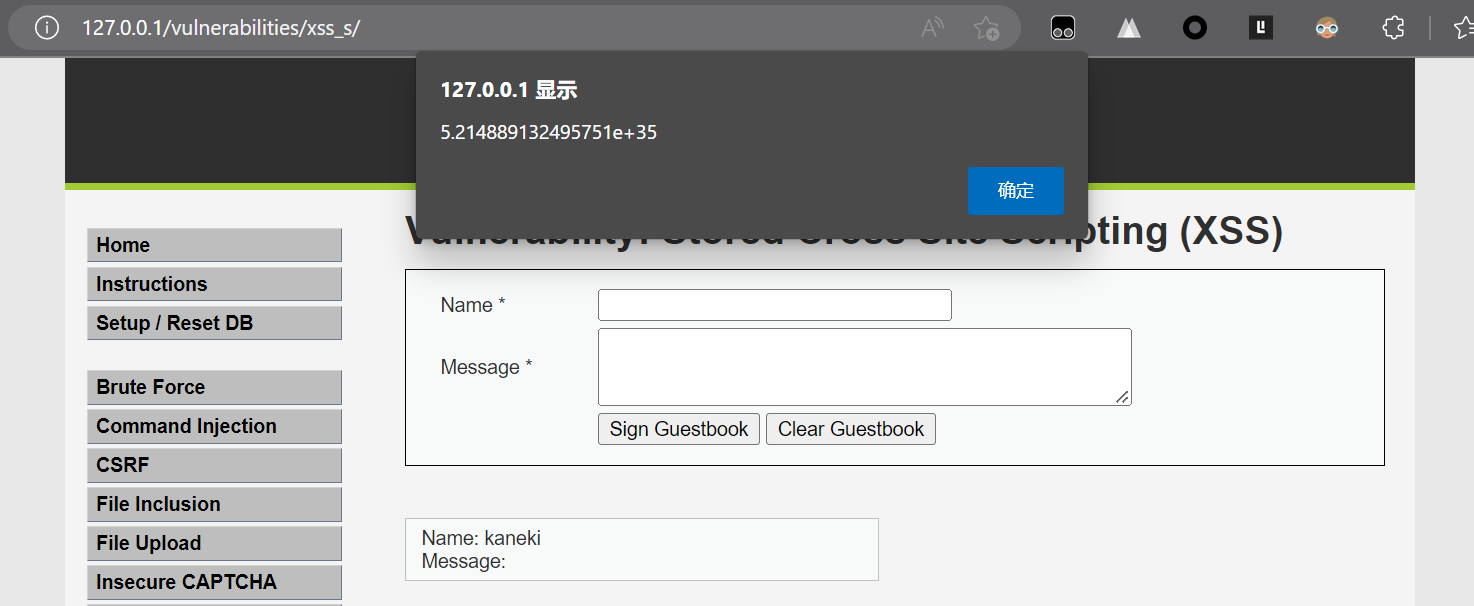 127.0.0.1/vulnerabilities/xss_s/
127.0.0.1 显示
5.214889132495751e+35
确定
Vulnerability: Stored Cross Site Scripting (XSS)
Home
Instructions
Setup / Reset DB
Brute Force
Command Injection
CSRF
File Inclusion
File Upload
Insecure CAPTCHA
Name *
Message *
Sign Guestbook Clear Guestbook
Name: kaneki
Message: